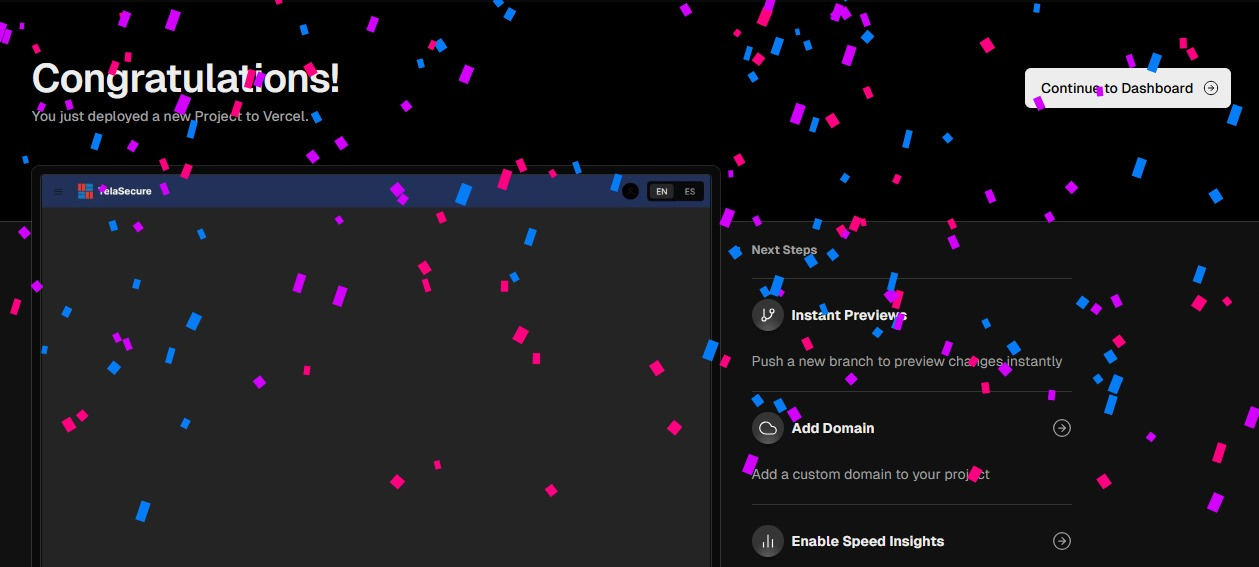 Congratulations!
You just deployed a new Project to Vercel.
Continue to Dashboard
TelaSecure
EN ES
Next Steps
Instant Previews
Push a new branch to preview changes instantly
Add Domain
Add a custom domain to your project
Enable Speed Insights